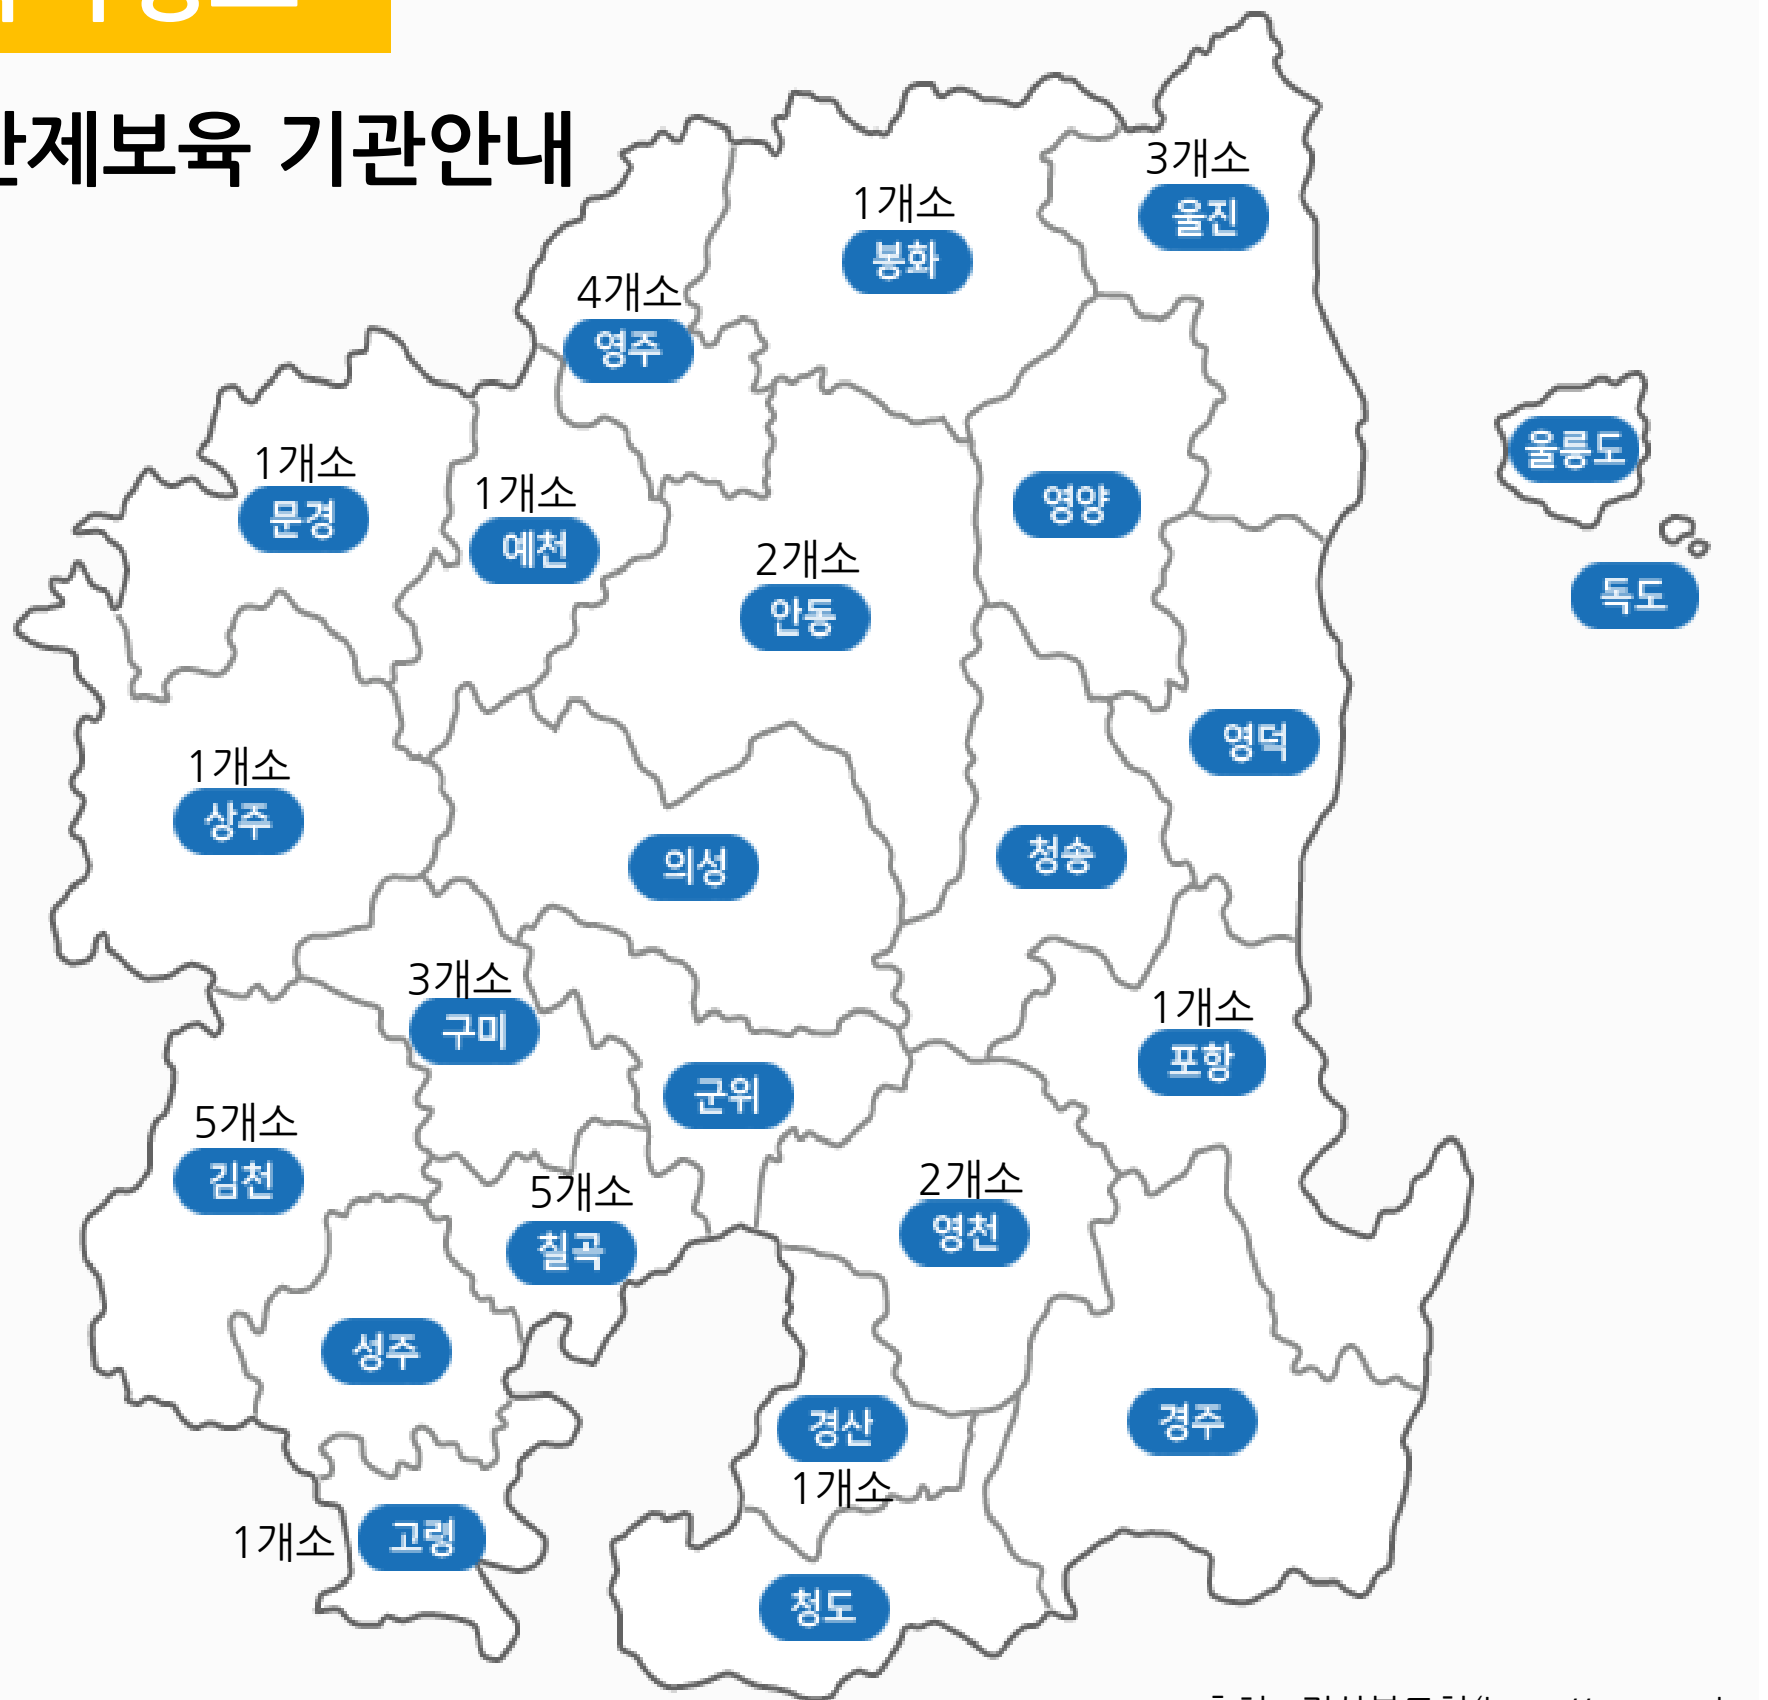 제보육 기관안내
3개소
울진
1개소
봉화
4개소
영주
울릉도
1개소
문경
1개소
예천
영양
2개소
안동
독도
영덕
1개소
상주
의성
청송
3개소
구미
1개소
포항
군위
5개소
김천
5개소
칠곡
2개소
영천
성주
경산
1개소
경주
1개소
고령
청도